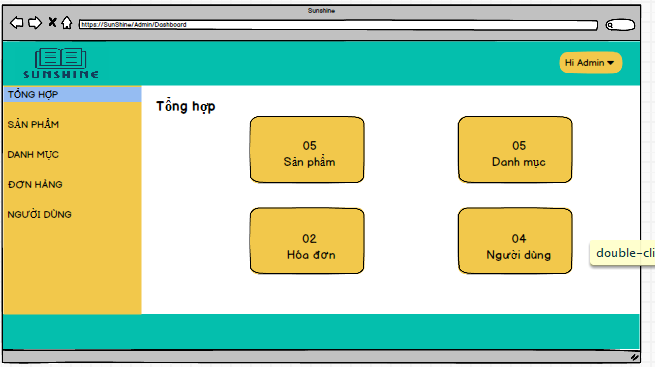 Sunshine
https://SunShine/Admin/Dashboard
SUNSHINE
Hi Admin
TỔNG HỢP
SẢN PHẨM
DANH MỤC
ĐƠN HÀNG
NGƯỜI DÙNG
Tổng hợp
05
Sản phẩm
05
Danh mục
02
Hóa đơn
04
Người dùng
double-cli